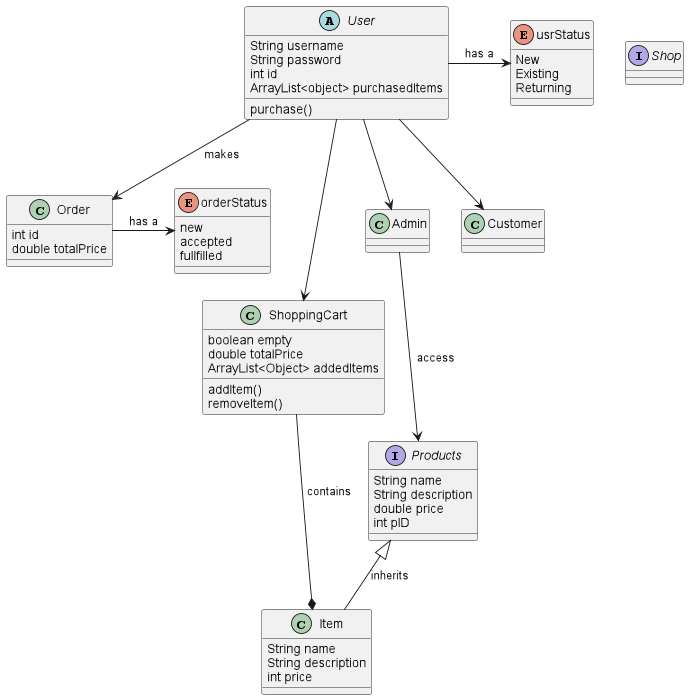 A User
String username
String password
int id
ArrayList<object> purchasedItems
purchase()
has a
E usrStatus
New
Existing
Returning
I Shop
makes
C Order
int id
double totalPrice
has a
E orderStatus
new
accepted
fullfilled
C Admin
C Customer
C ShoppingCart
boolean empty
double totalPrice
ArrayList<Object> addedItems
addItem()
removeItem()
access
I Products
String name
String description
double price
int pID
contains
inherits
C Item
String name
String description
int price